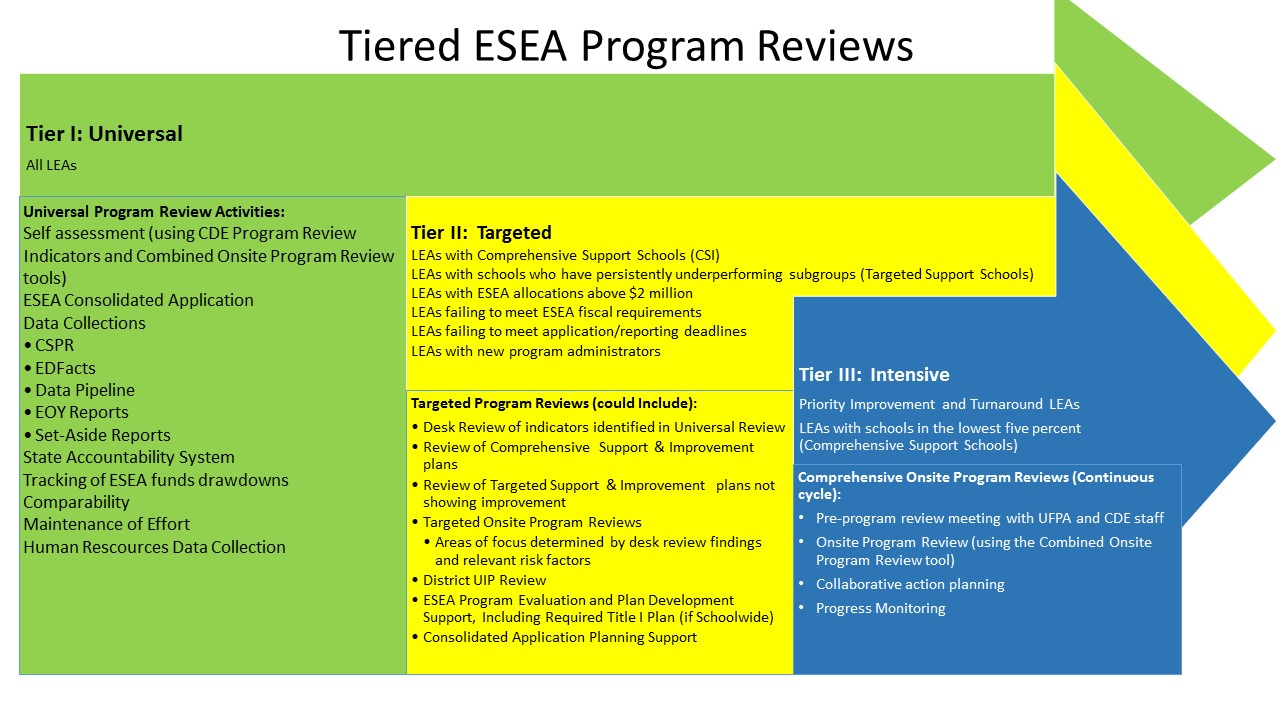 Tiered ESEA Program Reviews
Tier I: Universal
All LEAs
Universal Program Review Activities:
Self assessment (using CDE Program Review
Indicators and Combined Onsite Program Review
tools)
ESEA Consolidated Application
Data Collections
• CSPR
• EDFacts
• Data Pipeline
• EOY Reports
• Set-Aside Reports
State Accountability System
Tracking of ESEA funds drawdowns
Comparability
Maintenance of Effort
Human Rescources Data Collection
Tier II: Targeted
LEAs with Comprehensive Support Schools (CSI)
LEAs with schools who have persistently underperforming subgroups (Targeted Support Schools)
LEAs with ESEA allocations above $2 million
LEAs failing to meet ESEA fiscal requirements
LEAs failing to meet application/reporting deadlines
LEAs with new program administrators
Targeted Program Reviews (could Include):
• Desk Review of indicators identified in Universal Review
• Review of Comprehensive Support & Improvement
plans
• Review of Targeted Support & Improvement plans not
showing improvement
• Targeted Onsite Program Reviews
• Areas of focus determined by desk review findings
and relevant risk factors
• District UIP Review
• ESEA Program Evaluation and Plan Development
Support, Including Required Title I Plan (if Schoolwide)
• Consolidated Application Planning Support
Tier III: Intensive
Priority Improvement and Turnaround LEAs
LEAs with schools in the lowest five percent
(Comprehensive Support Schools)
Comprehensive Onsite Program Reviews (Continuous
cycle):
• Pre-program review meeting with UFPA and CDE staff
• Onsite Program Review (using the Combined Onsite
Program Review tool)
• Collaborative action planning
• Progress Monitoring